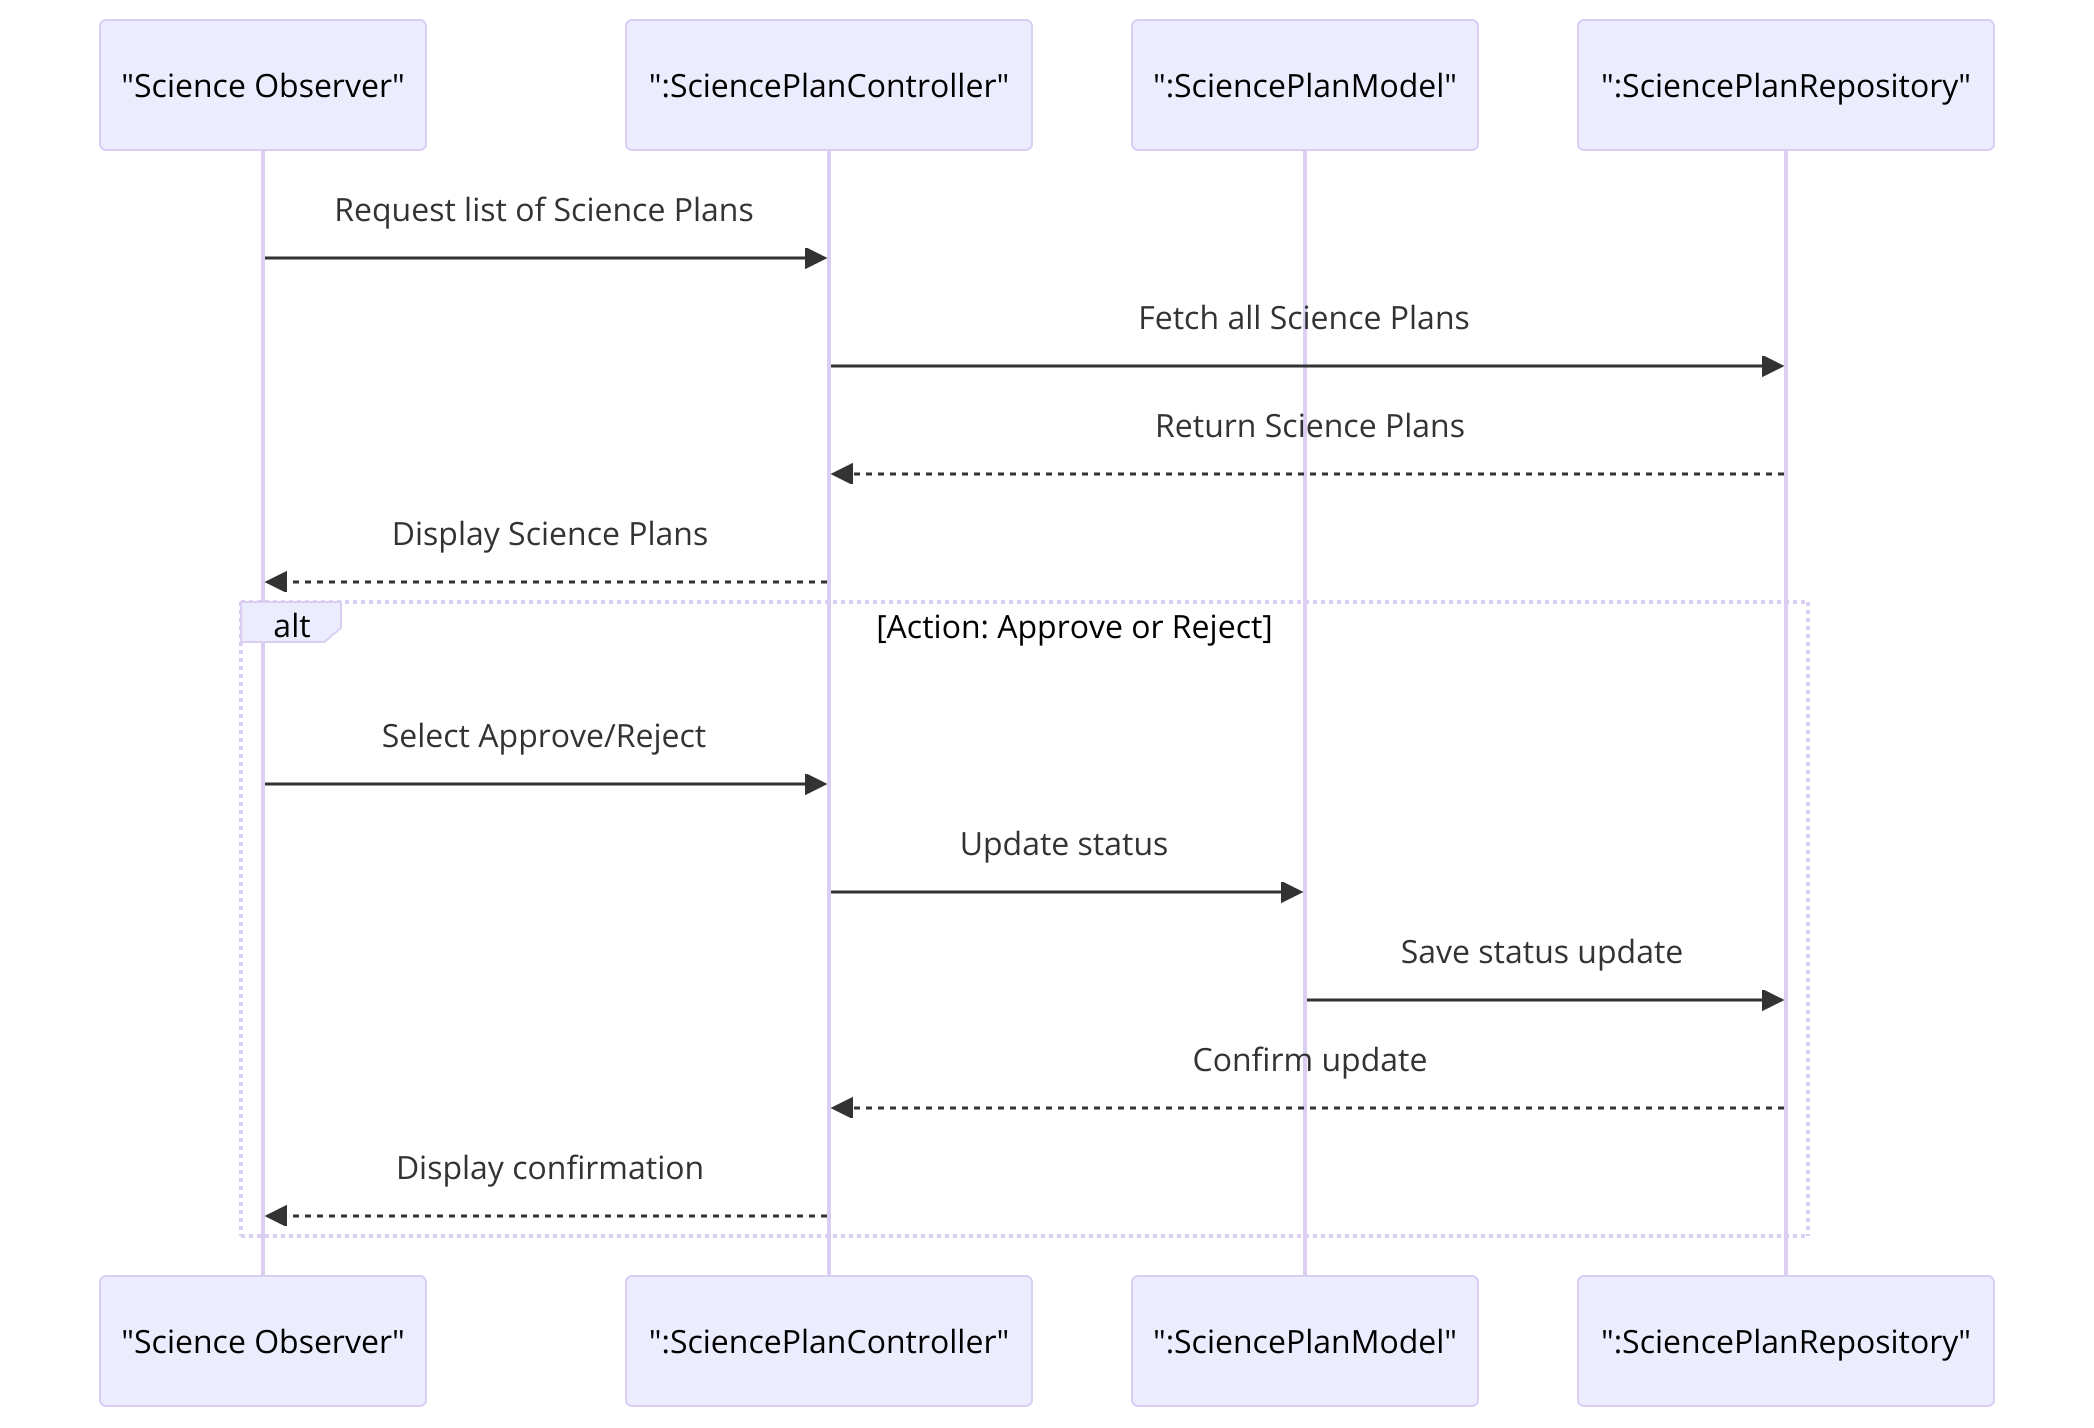 "Science Observer"
":SciencePlanController"
":SciencePlanModel"
":SciencePlanRepository"
Request list of Science Plans
Fetch all Science Plans
Return Science Plans
Display Science Plans
alt
[Action: Approve or Reject]
Select Approve/Reject
Update status
Save status update
Confirm update
Display confirmation
"Science Observer"
":SciencePlanController"
":SciencePlanModel"
":SciencePlanRepository"